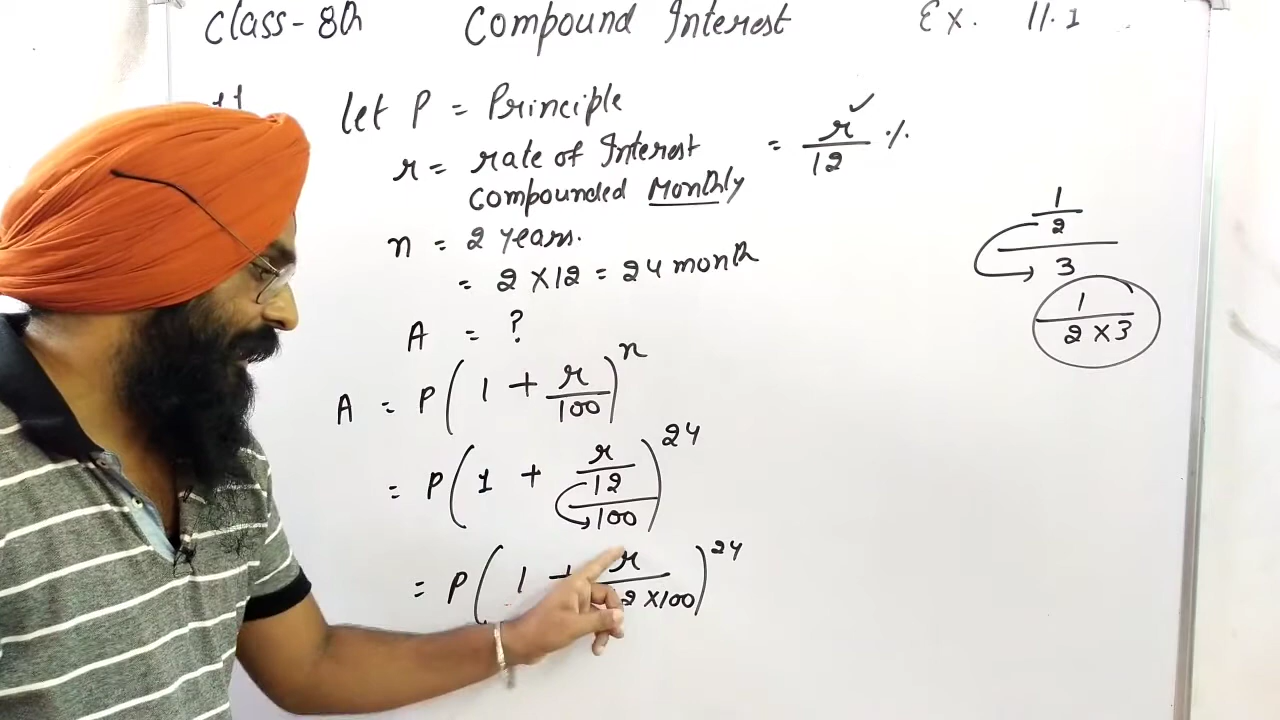 Class-8th Compound Interest Ex. 11.1
let P = Principle
r = rate of Interest = r/12 %
compounded Monthly
n = 2 years.
= 2 X 12 = 24 month
A = ?
A = P(1 + r/100)^n
= P(1 + r/12/100)^24
= P(1 + r/2 X 100)^24
1/2
3
1/2 X 3